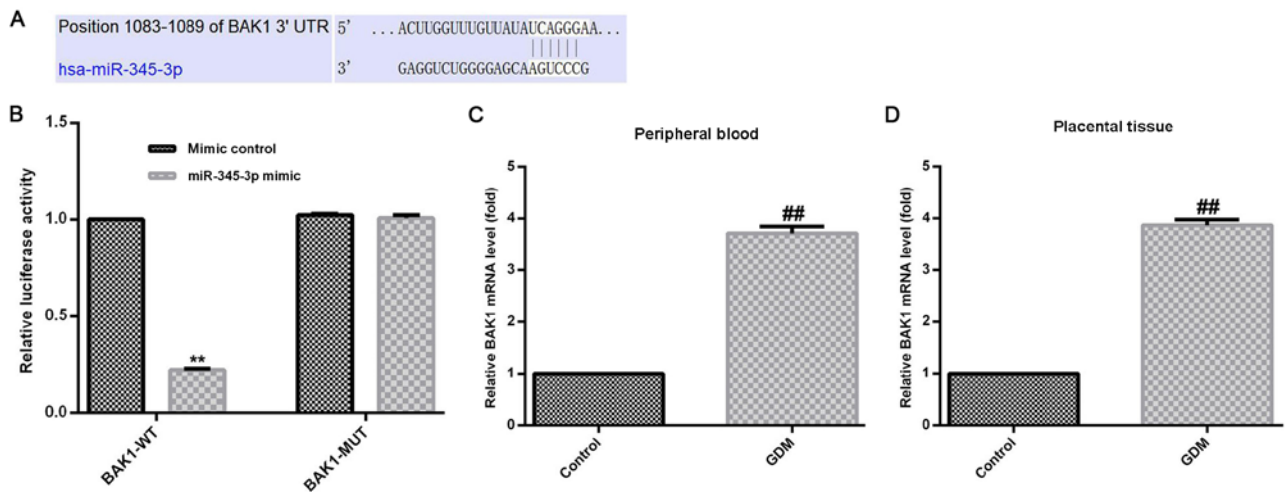 A
Position 1083-1089 of BAK1 3' UTR 5' ...ACUUGGUUUGUUAUAUCAGGGAA...
hsa-miR-345-3p 3' GAGGUCUGGGGAGCAAGUCCCG
B
1.5
1.0
0.5
0.0
Relative luciferase activity
Mimic control
miR-345-3p mimic
**
BAK1-WT
BAK1-MUT
C
Peripheral blood
5
4
3
2
1
0
Relative BAK1 mRNA level (fold)
##
Control
GDM
D
Placental tissue
5
4
3
2
1
0
Relative BAK1 mRNA level (fold)
##
Control
GDM